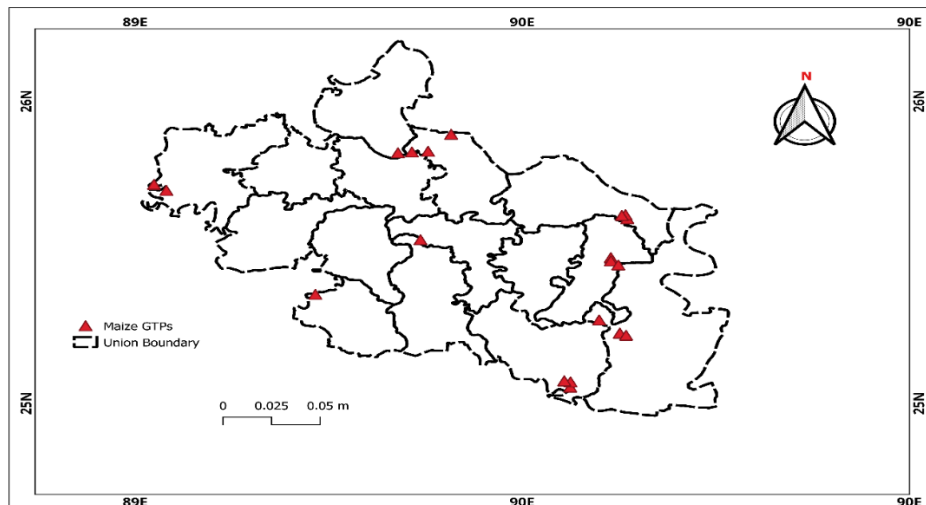 89E 90E 90E
N
26N 26N
Maize GTPs
Union Boundary
0 0.025 0.05 m
25N 25N
89E 90E 90E